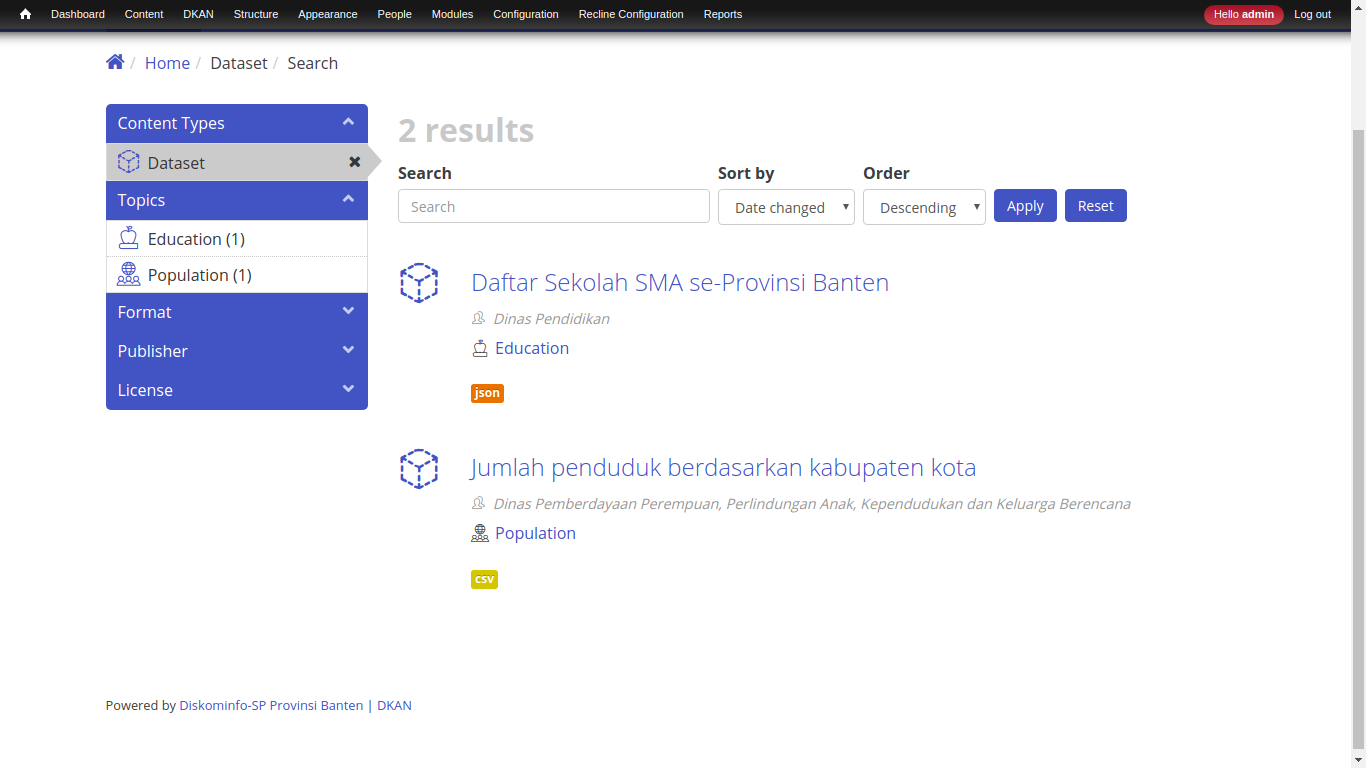 Dashboard Content DKAN Structure Appearance People Modules Configuration Recline Configuration Reports Hello admin Log out
/ Home / Dataset / Search
Content Types
Dataset
Topics
Education (1)
Population (1)
Format
Publisher
License
2 results
Search Sort by Order
Search Date changed Descending Apply Reset
Daftar Sekolah SMA se-Provinsi Banten
Dinas Pendidikan
Education
json
Jumlah penduduk berdasarkan kabupaten kota
Dinas Pemberdayaan Perempuan, Perlindungan Anak, Kependudukan dan Keluarga Berencana
Population
csv
Powered by Diskominfo-SP Provinsi Banten | DKAN